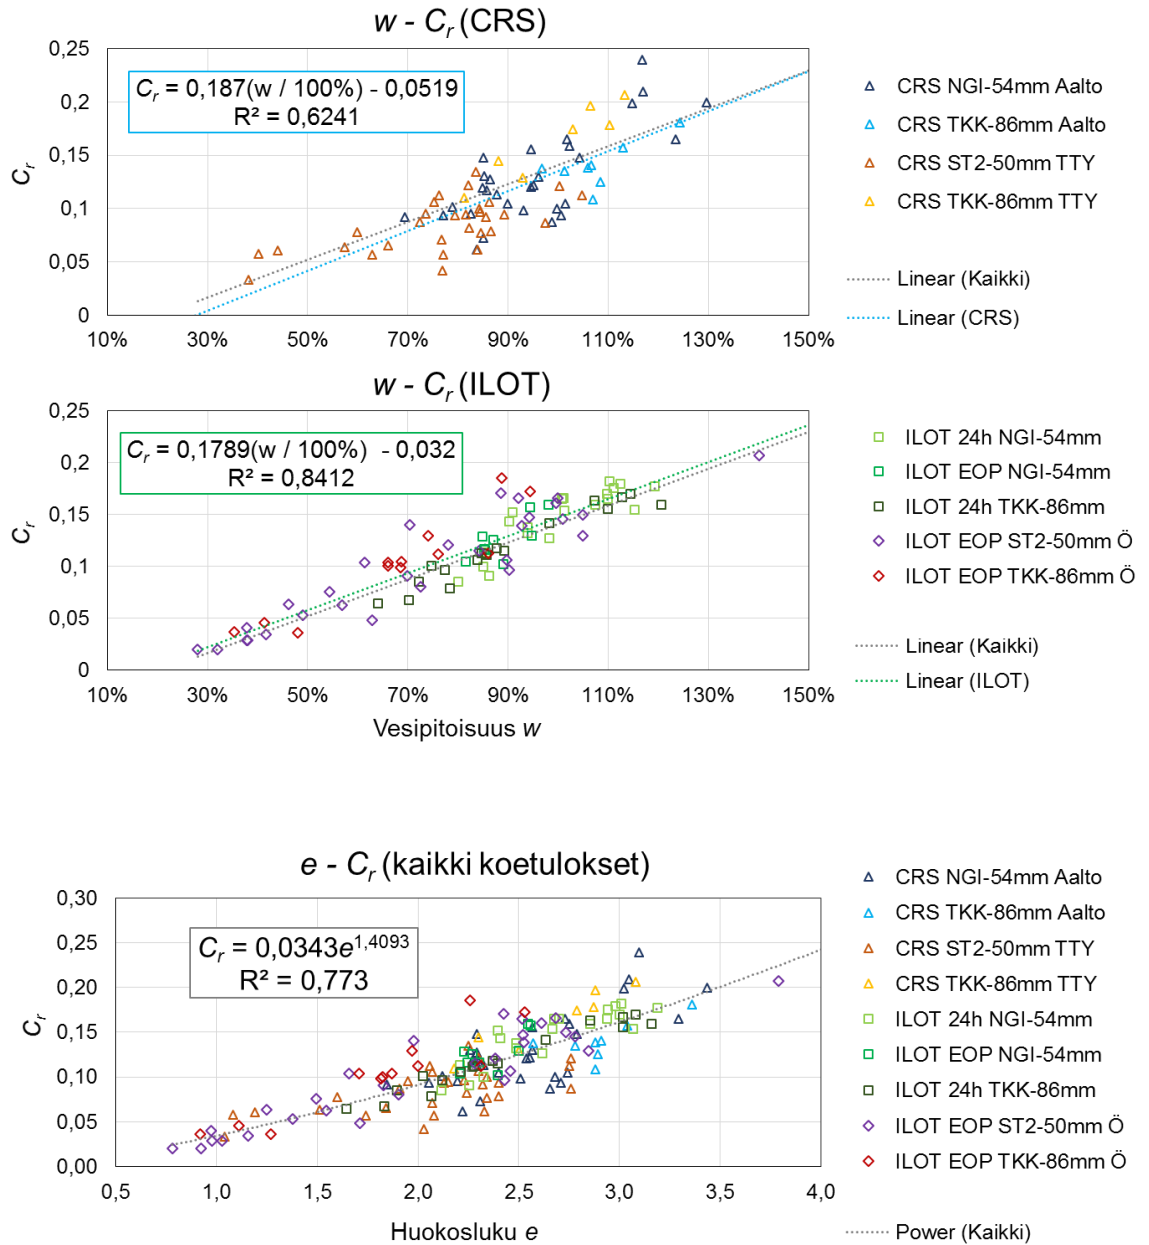 w - Cr (CRS)
0,25
0,2
0,15
0,1
0,05
0
Cr
Cr = 0,187(w / 100%) - 0,0519
R² = 0,6241
10% 30% 50% 70% 90% 110% 130% 150%
CRS NGI-54mm Aalto
CRS TKK-86mm Aalto
CRS ST2-50mm TTY
CRS TKK-86mm TTY
Linear (Kaikki)
Linear (CRS)
w - Cr (ILOT)
0,25
0,2
0,15
0,1
0,05
0
Cr
Cr = 0,1789(w / 100%) - 0,032
R² = 0,8412
10% 30% 50% 70% 90% 110% 130% 150%
Vesipitoisuus w
ILOT 24h NGI-54mm
ILOT EOP NGI-54mm
ILOT 24h TKK-86mm
ILOT EOP ST2-50mm Ö
ILOT EOP TKK-86mm Ö
Linear (Kaikki)
Linear (ILOT)
e - Cr (kaikki koetulokset)
0,30
0,25
0,20
0,15
0,10
0,05
0,00
Cr
Cr = 0,0343e^1,4093
R² = 0,773
0,5 1,0 1,5 2,0 2,5 3,0 3,5 4,0
Huokosluku e
CRS NGI-54mm Aalto
CRS TKK-86mm Aalto
CRS ST2-50mm TTY
CRS TKK-86mm TTY
ILOT 24h NGI-54mm
ILOT EOP NGI-54mm
ILOT 24h TKK-86mm
ILOT EOP ST2-50mm Ö
ILOT EOP TKK-86mm Ö
Power (Kaikki)